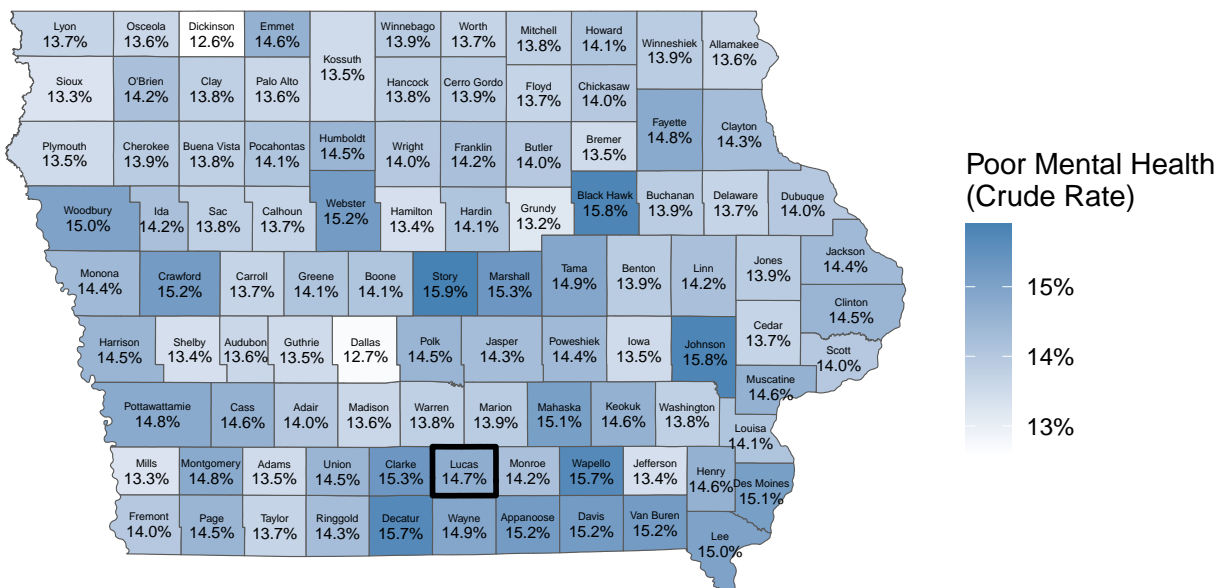 Lyon
13.7%
Osceola
13.6%
Dickinson
12.6%
Emmet
14.6%
Kossuth
13.5%
Winnebago
13.9%
Worth
13.7%
Mitchell
13.8%
Howard
14.1%
Winneshiek
13.9%
Allamakee
13.6%
Sioux
13.3%
O'Brien
14.2%
Clay
13.8%
Palo Alto
13.6%
Hancock
13.8%
Cerro Gordo
13.9%
Floyd
13.7%
Chickasaw
14.0%
Fayette
14.8%
Clayton
14.3%
Plymouth
13.5%
Cherokee
13.9%
Buena Vista
13.8%
Pocahontas
14.1%
Humboldt
14.5%
Wright
14.0%
Franklin
14.2%
Butler
14.0%
Bremer
13.5%
Woodbury
15.0%
Ida
14.2%
Sac
13.8%
Calhoun
13.7%
Webster
15.2%
Hamilton
13.4%
Hardin
14.1%
Grundy
13.2%
Black Hawk
15.8%
Buchanan
13.9%
Delaware
13.7%
Dubuque
14.0%
Monona
14.4%
Crawford
15.2%
Carroll
13.7%
Greene
14.1%
Boone
14.1%
Story
15.9%
Marshall
15.3%
Tama
14.9%
Benton
13.9%
Linn
14.2%
Jones
13.9%
Jackson
14.4%
Clinton
14.5%
Harrison
14.5%
Shelby
13.4%
Audubon
13.6%
Guthrie
13.5%
Dallas
12.7%
Polk
14.5%
Jasper
14.3%
Poweshiek
14.4%
Iowa
13.5%
Johnson
15.8%
Cedar
13.7%
Scott
14.0%
Muscatine
14.6%
Pottawattamie
14.8%
Cass
14.6%
Adair
14.0%
Madison
13.6%
Warren
13.8%
Marion
13.9%
Mahaska
15.1%
Keokuk
14.6%
Washington
13.8%
Louisa
14.1%
Mills
13.3%
Montgomery
14.8%
Adams
13.5%
Union
14.5%
Clarke
15.3%
Lucas
14.7%
Monroe
14.2%
Wapello
15.7%
Jefferson
13.4%
Henry
14.6%
Des Moines
15.1%
Fremont
14.0%
Page
14.5%
Taylor
13.7%
Ringgold
14.3%
Decatur
15.7%
Wayne
14.9%
Appanoose
15.2%
Davis
15.2%
Van Buren
15.2%
Lee
15.0%
Poor Mental Health
(Crude Rate)
15%
14%
13%